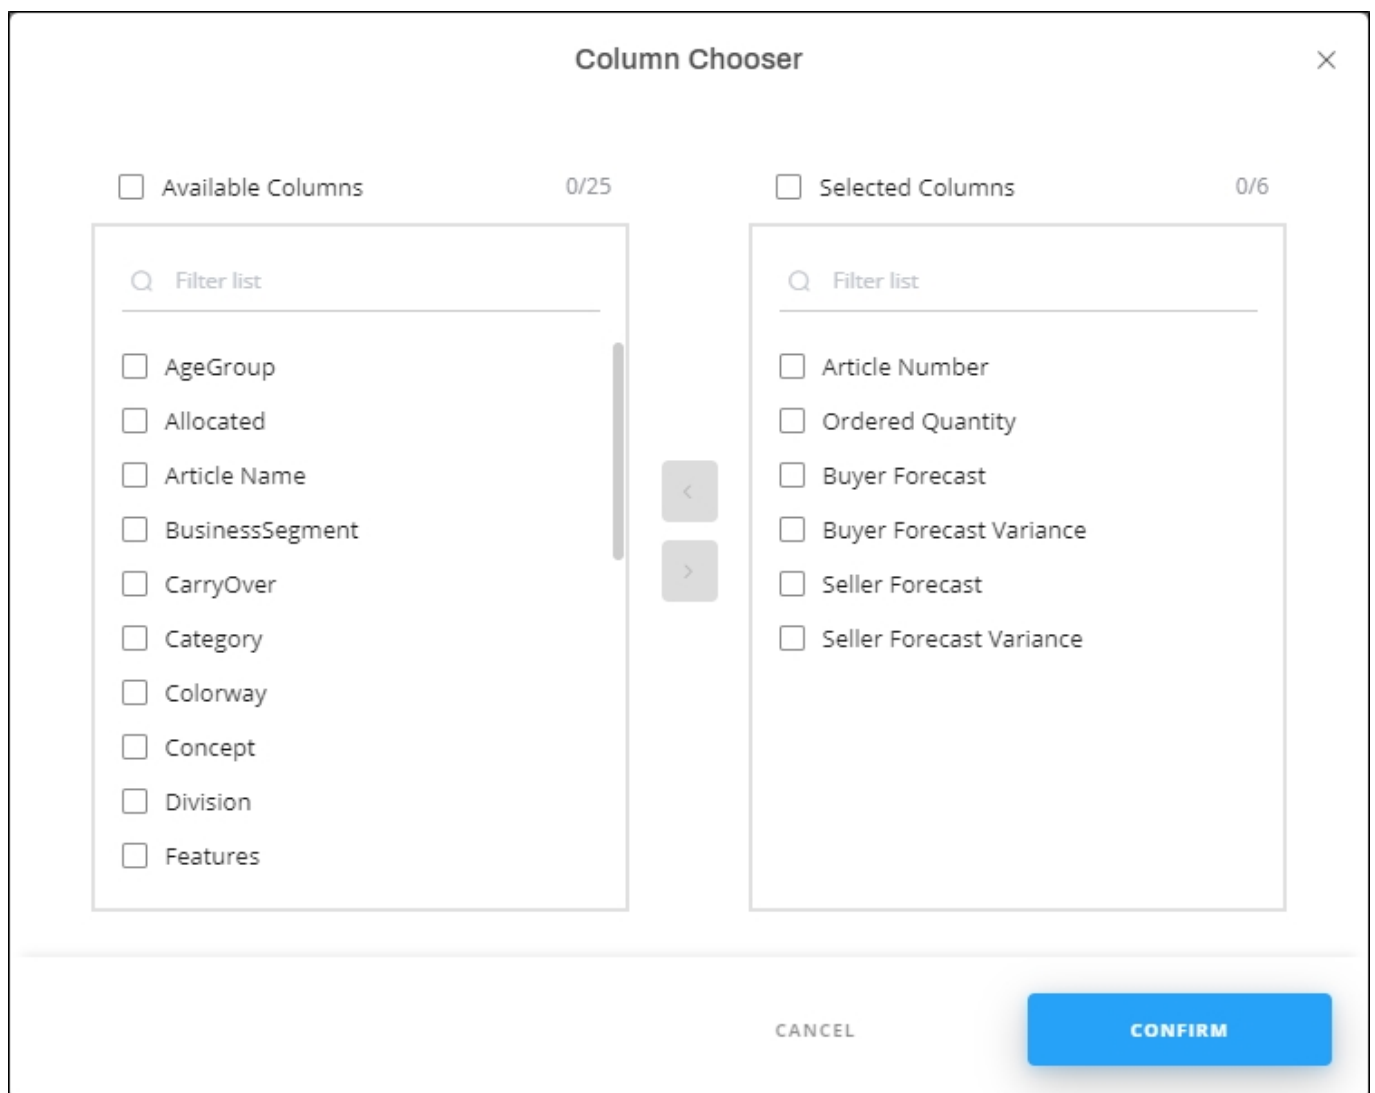 Column Chooser
Available Columns 0/25
Filter list
AgeGroup
Allocated
Article Name
BusinessSegment
CarryOver
Category
Colorway
Concept
Division
Features
Selected Columns 0/6
Filter list
Article Number
Ordered Quantity
Buyer Forecast
Buyer Forecast Variance
Seller Forecast
Seller Forecast Variance
CANCEL
CONFIRM